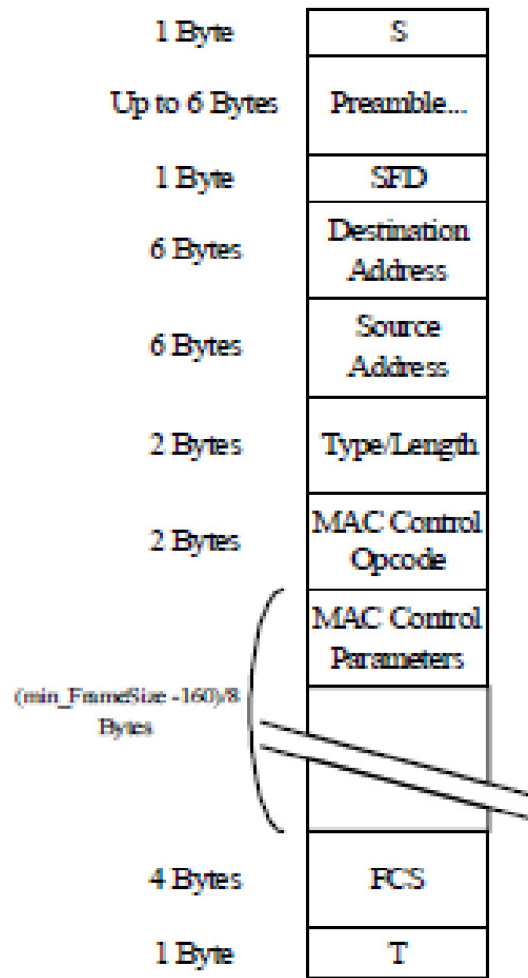 1 Byte S
Up to 6 Bytes Preamble...
1 Byte SFD
6 Bytes Destination
Address
6 Bytes Source
Address
2 Bytes Type/Length
2 Bytes MAC Control
Opcode
MAC Control
Parameters
(min_FrameSize -160)/8
Bytes
4 Bytes FCS
1 Byte T